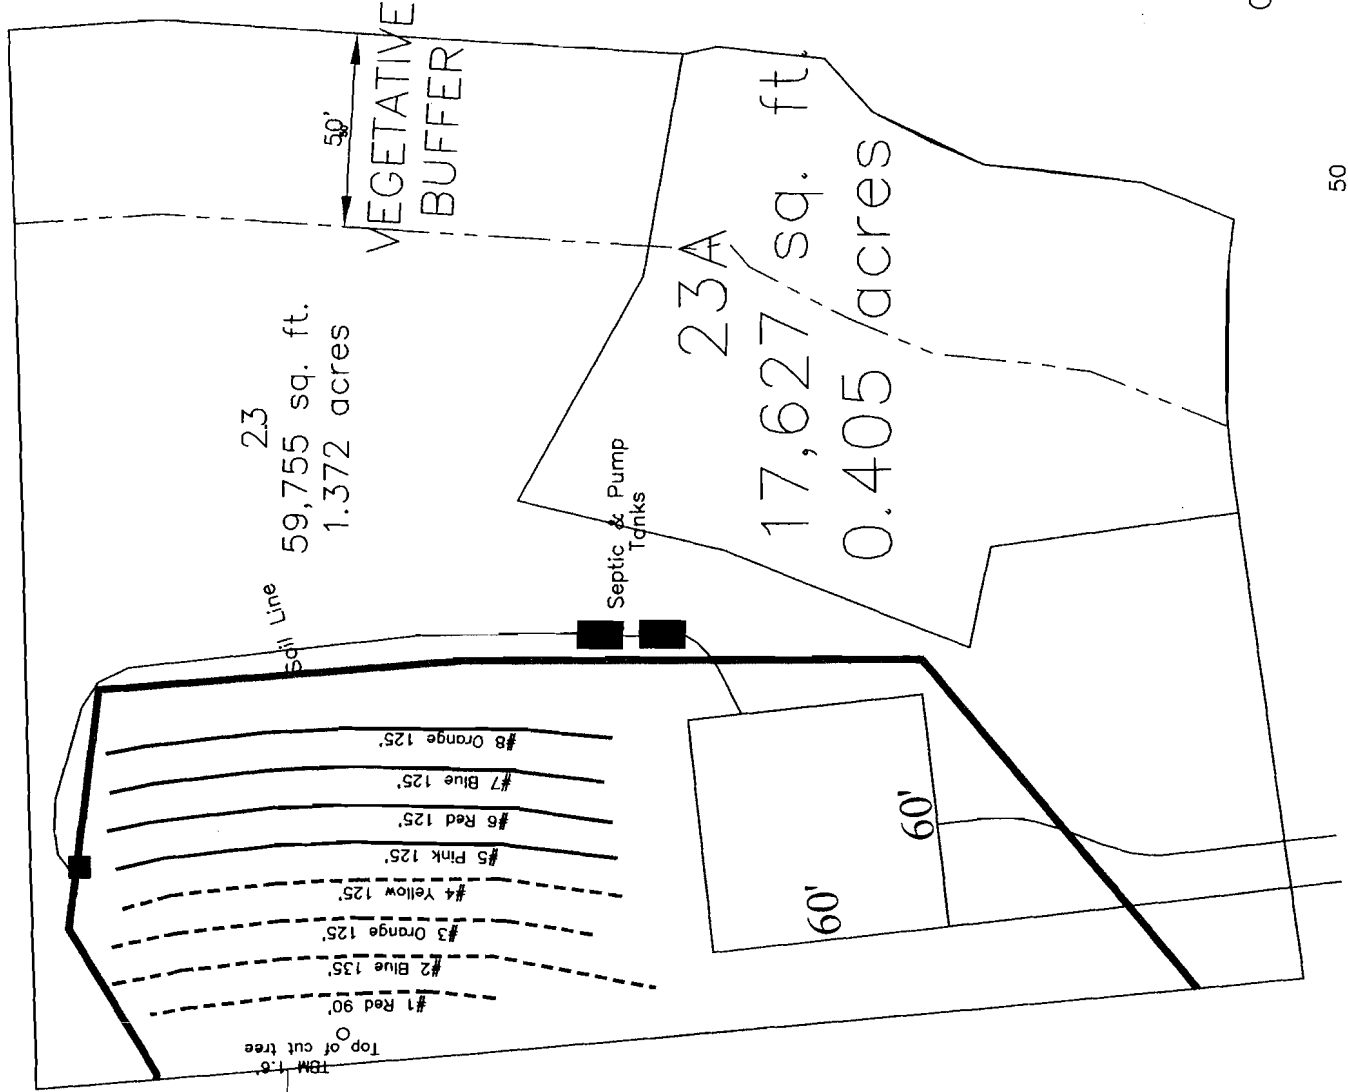 VEGETATIVE
BUFFER
50'
50
23
59,755 sq. ft.
1.372 acres
23A
17,627 sq. ft.
0.405 acres
Septic & Pump
Tanks
Soil Line
#8 Orange 125'
#7 Blue 125'
#6 Red 125'
#5 Pink 125'
#4 Yellow 125'
#3 Orange 125'
#2 Blue 135'
#1 Red 90'
TBM 1.6'
Top of cut tree
60'
60'